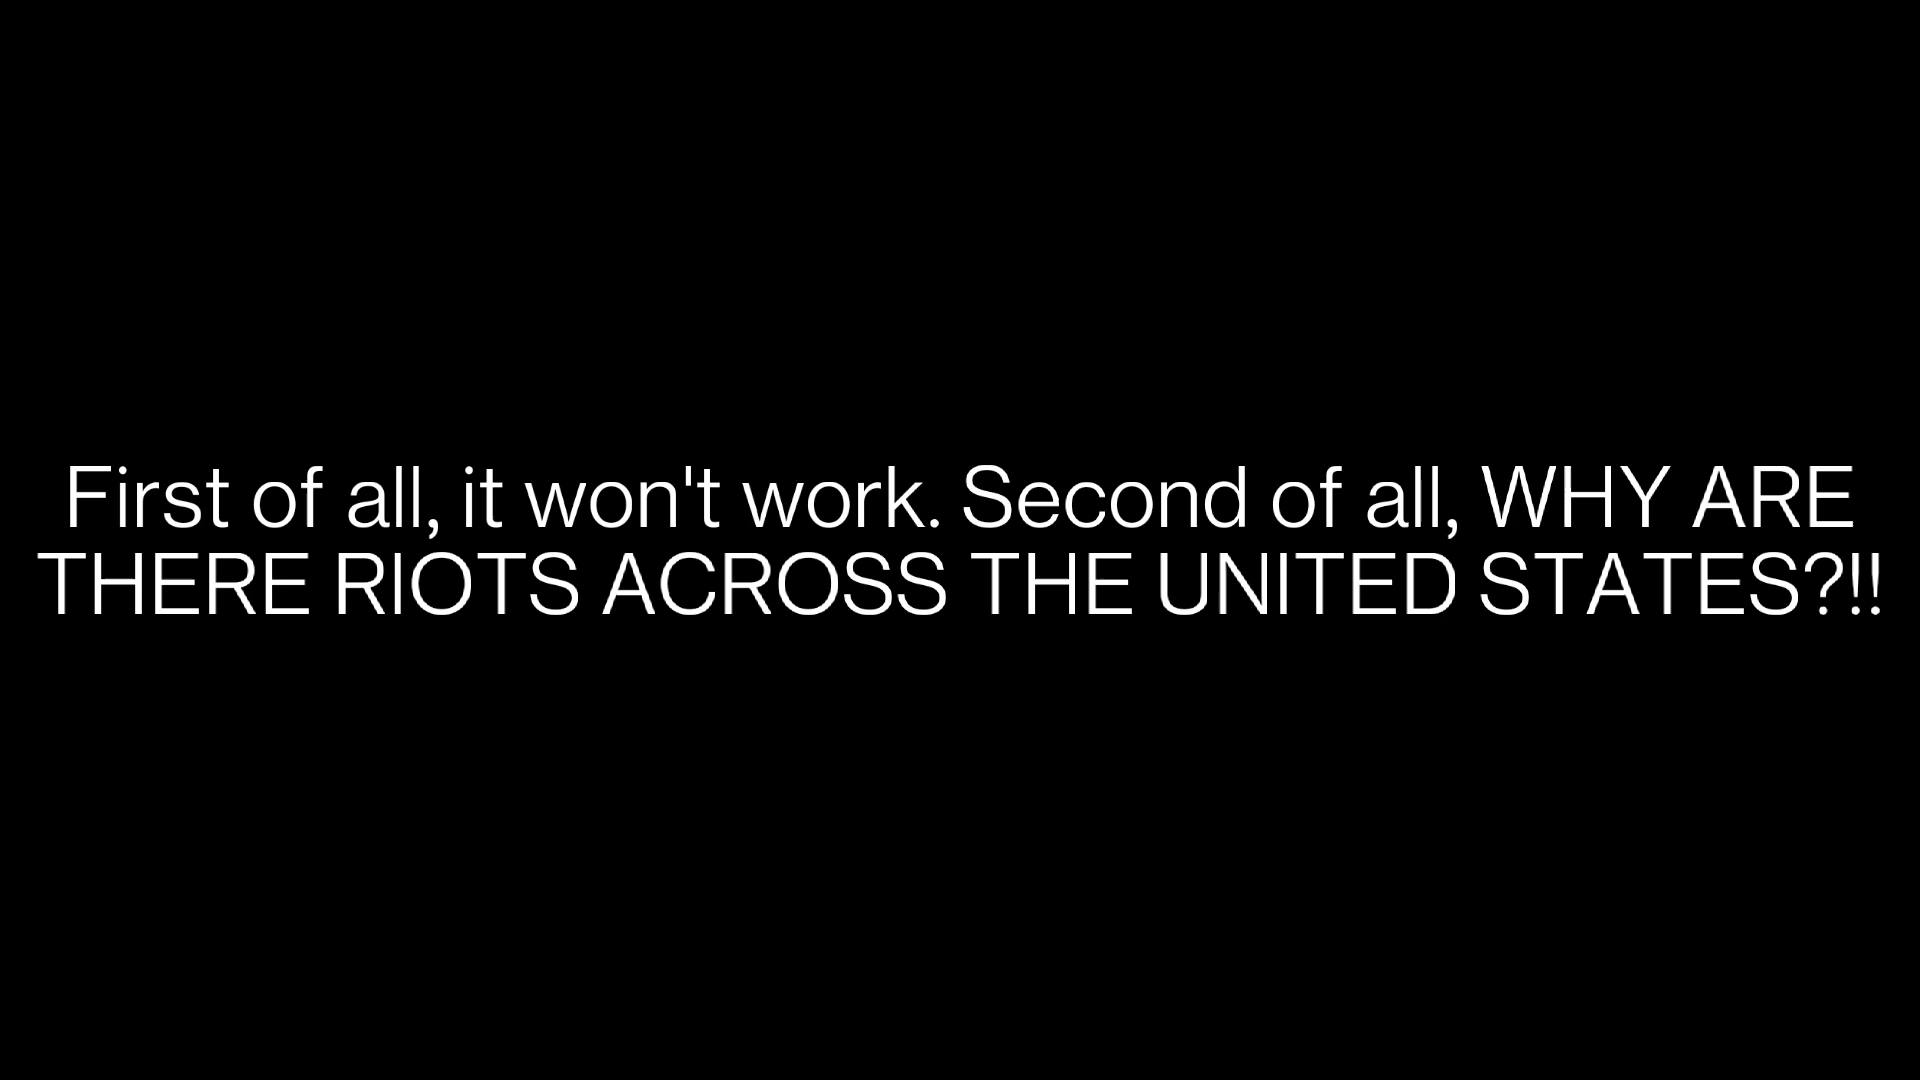 First of all, it won't work. Second of all, WHY ARE
THERE RIOTS ACROSS THE UNITED STATES?!!